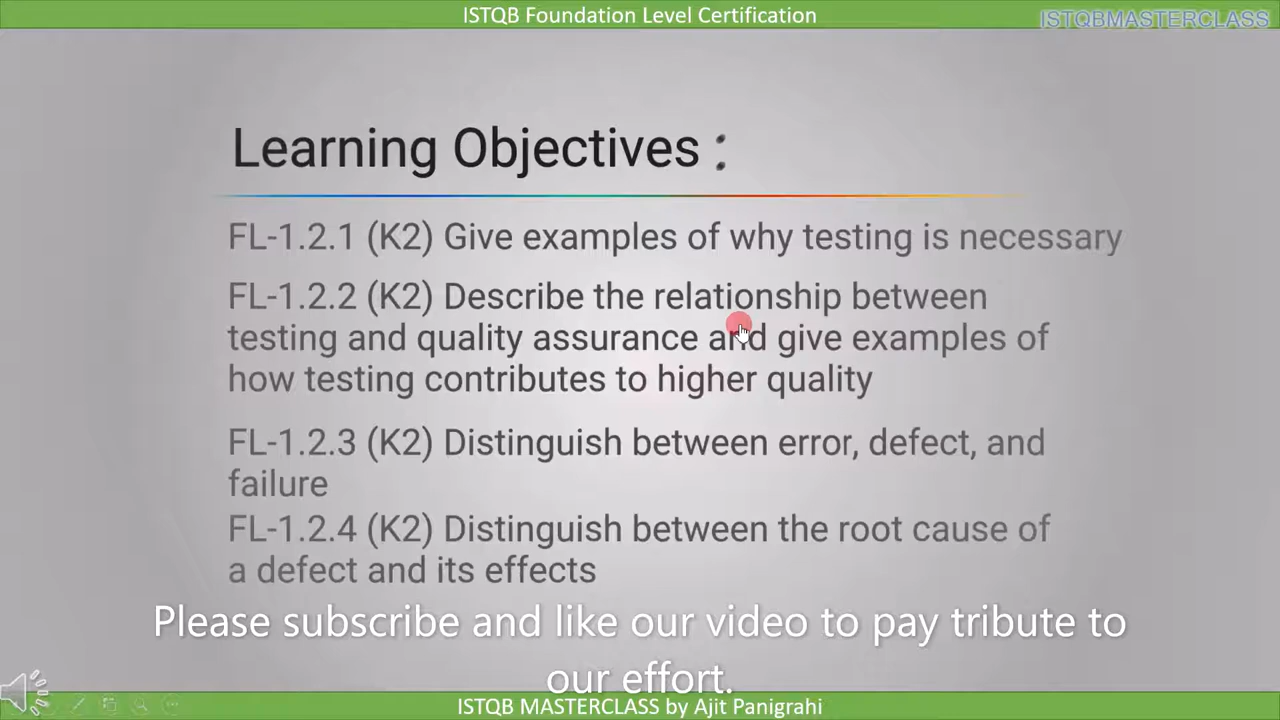 ISTQB Foundation Level Certification
ISTQBMASTERCLASS
Learning Objectives :
FL-1.2.1 (K2) Give examples of why testing is necessary
FL-1.2.2 (K2) Describe the relationship between
testing and quality assurance and give examples of
how testing contributes to higher quality
FL-1.2.3 (K2) Distinguish between error, defect, and
failure
FL-1.2.4 (K2) Distinguish between the root cause of
a defect and its effects
Please subscribe and like our video to pay tribute to
our effort.
ISTQB MASTERCLASS by Ajit Panigrahi